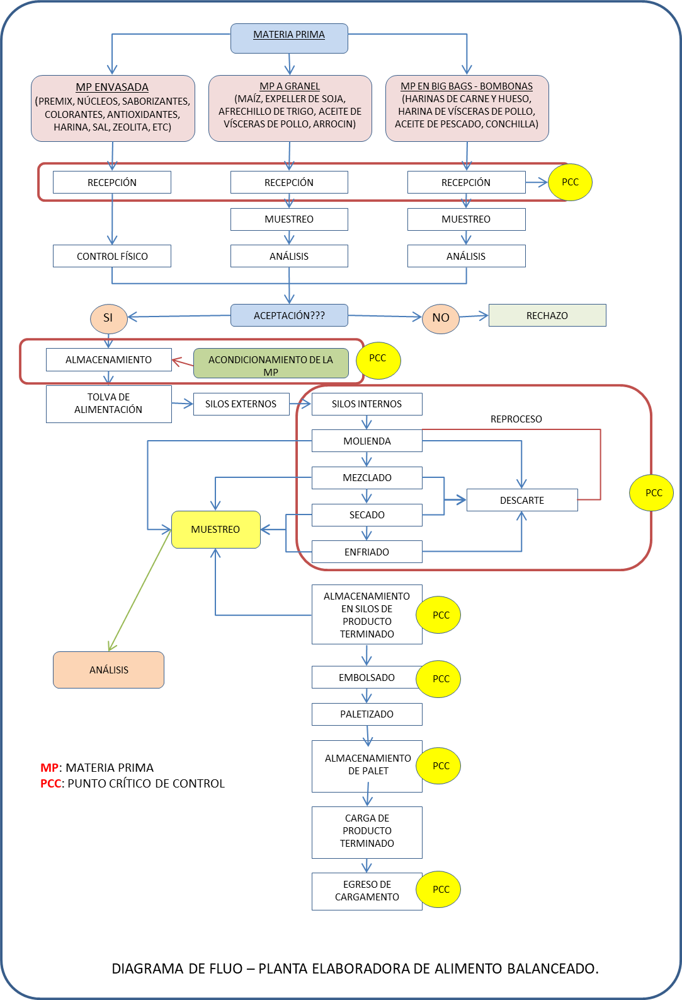 MATERIA PRIMA
MP ENVASADA
(PREMIX, NÚCLEOS, SABORIZANTES,
COLORANTES, ANTIOXIDANTES,
HARINA, SAL, ZEOLITA, ETC)
MP A GRANEL
(MAÍZ, EXPELLER DE SOJA,
AFRECHILLO DE TRIGO, ACEITE DE
VÍSCERAS DE POLLO, ARROCIN)
MP EN BIG BAGS - BOMBONAS
(HARINAS DE CARNE Y HUESO,
HARINA DE VÍSCERAS DE POLLO,
ACEITE DE PESCADO, CONCHILLA)
RECEPCIÓN
RECEPCIÓN
RECEPCIÓN
PCC
MUESTREO
MUESTREO
CONTROL FÍSICO
ANÁLISIS
ANÁLISIS
SI
ACEPTACIÓN???
NO
RECHAZO
ALMACENAMIENTO
ACONDICIONAMIENTO DE LA
MP
PCC
TOLVA DE
ALIMENTACIÓN
SILOS EXTERNOS
SILOS INTERNOS
REPROCESO
MOLIENDA
MEZCLADO
PCC
DESCARTE
SECADO
MUESTREO
ENFRIADO
ALMACENAMIENTO
EN SILOS DE
PRODUCTO
TERMINADO
PCC
ANÁLISIS
EMBOLSADO
PCC
PALETIZADO
ALMACENAMIENTO
DE PALET
PCC
MP: MATERIA PRIMA
PCC: PUNTO CRÍTICO DE CONTROL
CARGA DE
PRODUCTO
TERMINADO
EGRESO DE
CARGAMENTO
PCC
DIAGRAMA DE FLUO – PLANTA ELABORADORA DE ALIMENTO BALANCEADO.